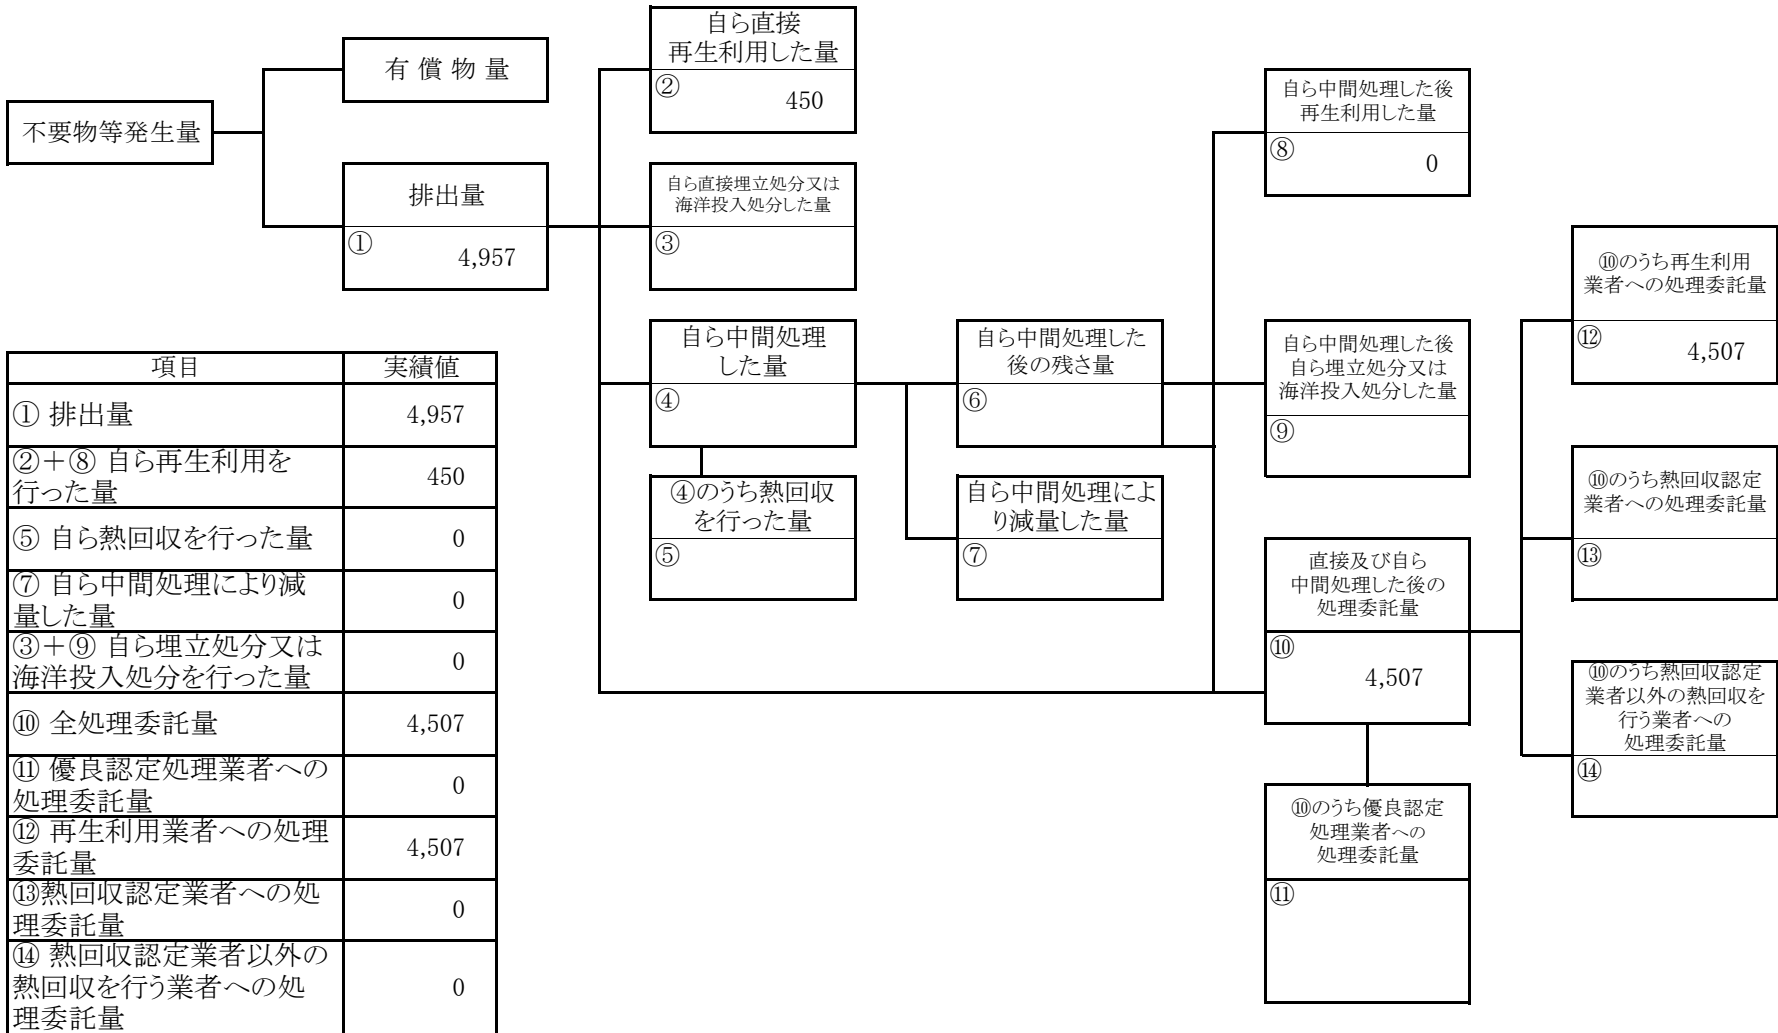 不要物等発生量
有 償 物 量
排出量
①
4,957
自ら直接
再生利用した量
②
450
自ら直接埋立処分又は
海洋投入処分した量
③
自ら中間処理
した量
④
④のうち熱回収
を行った量
⑤
自ら中間処理した
後の残さ量
⑥
自ら中間処理によ
り減量した量
⑦
自ら中間処理した後
再生利用した量
⑧
0
自ら中間処理した後
自ら埋立処分又は
海洋投入処分した量
⑨
直接及び自ら
中間処理した後の
処理委託量
⑩
4,507
⑩のうち優良認定
処理業者への
処理委託量
⑪
⑩のうち再生利用
業者への処理委託量
⑫
4,507
⑩のうち熱回収認定
業者への処理委託量
⑬
⑩のうち熱回収認定
業者以外の熱回収を
行う業者への
処理委託量
⑭
項目 実績値
① 排出量 4,957
②+⑧ 自ら再生利用を
行った量 450
⑤ 自ら熱回収を行った量 0
⑦ 自ら中間処理により減
量した量 0
③+⑨ 自ら埋立処分又は
海洋投入処分を行った量 0
⑩ 全処理委託量 4,507
⑪ 優良認定処理業者への
処理委託量 0
⑫ 再生利用業者への処理
委託量 4,507
⑬熱回収認定業者への処
理委託量 0
⑭ 熱回収認定業者以外の
熱回収を行う業者への処
理委託量 0